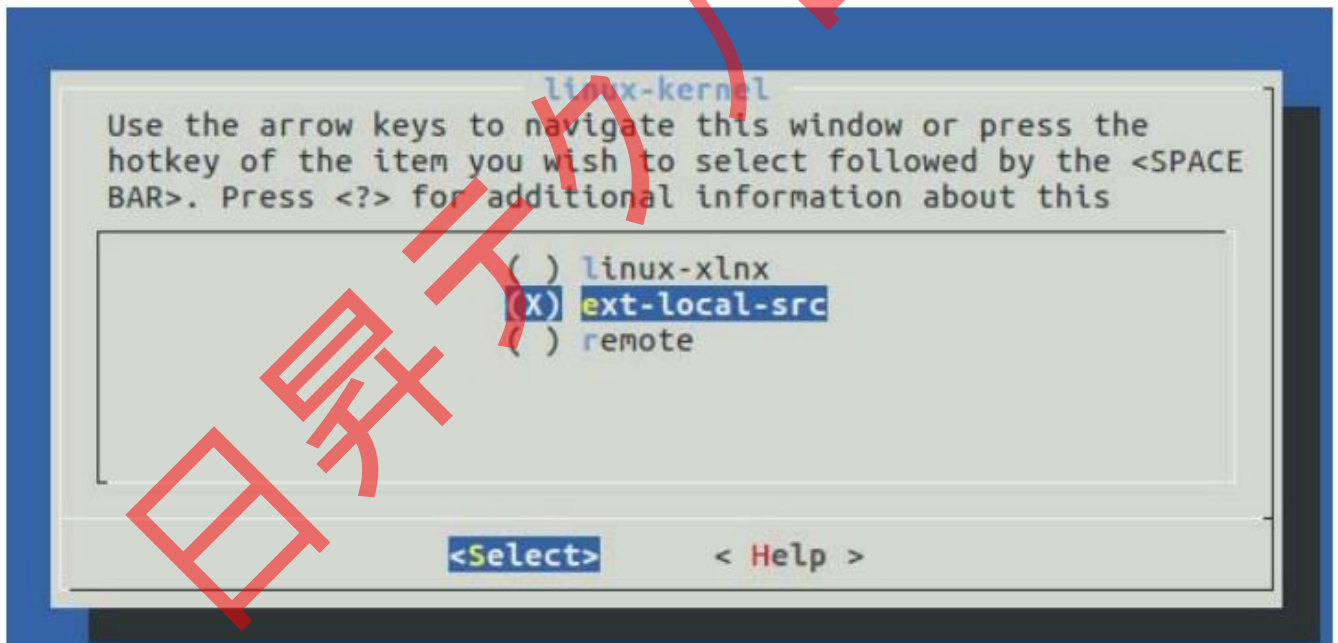 linux-kernel
Use the arrow keys to navigate this window or press the
hotkey of the item you wish to select followed by the <SPACE
BAR>. Press <?> for additional information about this
( ) linux-xlnx
(X) ext-local-src
( ) remote
<Select> < Help >
日昇テク